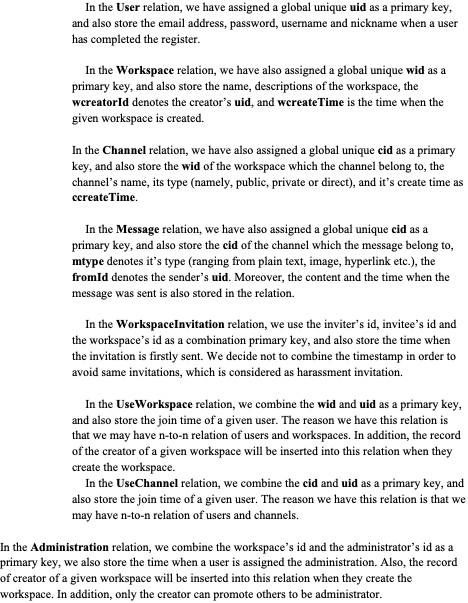 In the User relation, we have assigned a global unique uid as a primary key,
and also store the email address, password, username and nickname when a user
has completed the register.
In the Workspace relation, we have also assigned a global unique wid as a
primary key, and also store the name, descriptions of the workspace, the
wcreatorId denotes the creator's uid, and wcreateTime is the time when the
given workspace is created.
In the Channel relation, we have also assigned a global unique cid as a primary
key, and also store the wid of the workspace which the channel belong to, the
channel's name, its type (namely, public, private or direct), and it's create time as
ccreateTime.
In the Message relation, we have also assigned a global unique cid as a
primary key, and also store the cid of the channel which the message belong to,
mtype denotes it's type (ranging from plain text, image, hyperlink etc.), the
fromId denotes the sender's uid. Moreover, the content and the time when the
message was sent is also stored in the relation.
In the WorkspaceInvitation relation, we use the inviter's id, invitee's id and
the workspace's id as a combination primary key, and also store the time when
the invitation is firstly sent. We decide not to combine the timestamp in order to
avoid same invitations, which is considered as harassment invitation.
In the UseWorkspace relation, we combine the wid and uid as a primary key,
and also store the join time of a given user. The reason we have this relation is
that we may have n-to-n relation of users and workspaces. In addition, the record
of the creator of a given workspace will be inserted into this relation when they
create the workspace.
In the UseChannel relation, we combine the cid and uid as a primary key, and
also store the join time of a given user. The reason we have this relation is that we
may have n-to-n relation of users and channels.
In the Administration relation, we combine the workspace's id and the administrator's id as a
primary key, we also store the time when a user is assigned the administration. Also, the record
of creator of a given workspace will be inserted into this relation when they create the
workspace. In addition, only the creator can promote others to be administrator.